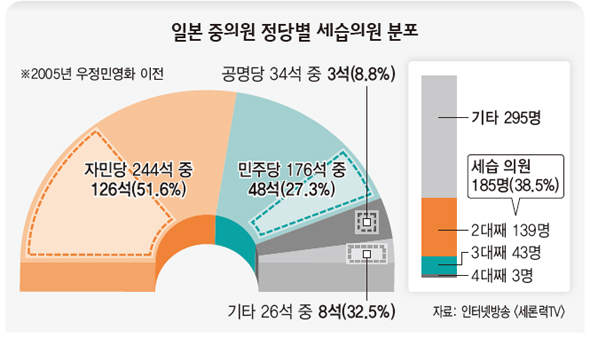 일본 중의원 정당별 세습의원 분포
※2005년 우정민영화 이전
공명당 34석 중 3석(8.8%)
자민당 244석 중
126석(51.6%)
민주당 176석 중
48석(27.3%)
기타 26석 중 8석(32.5%)
기타 295명
세습 의원
185명(38.5%)
2대째 139명
3대째 43명
4대째 3명
자료: 인터넷방송 〈세론력TV〉